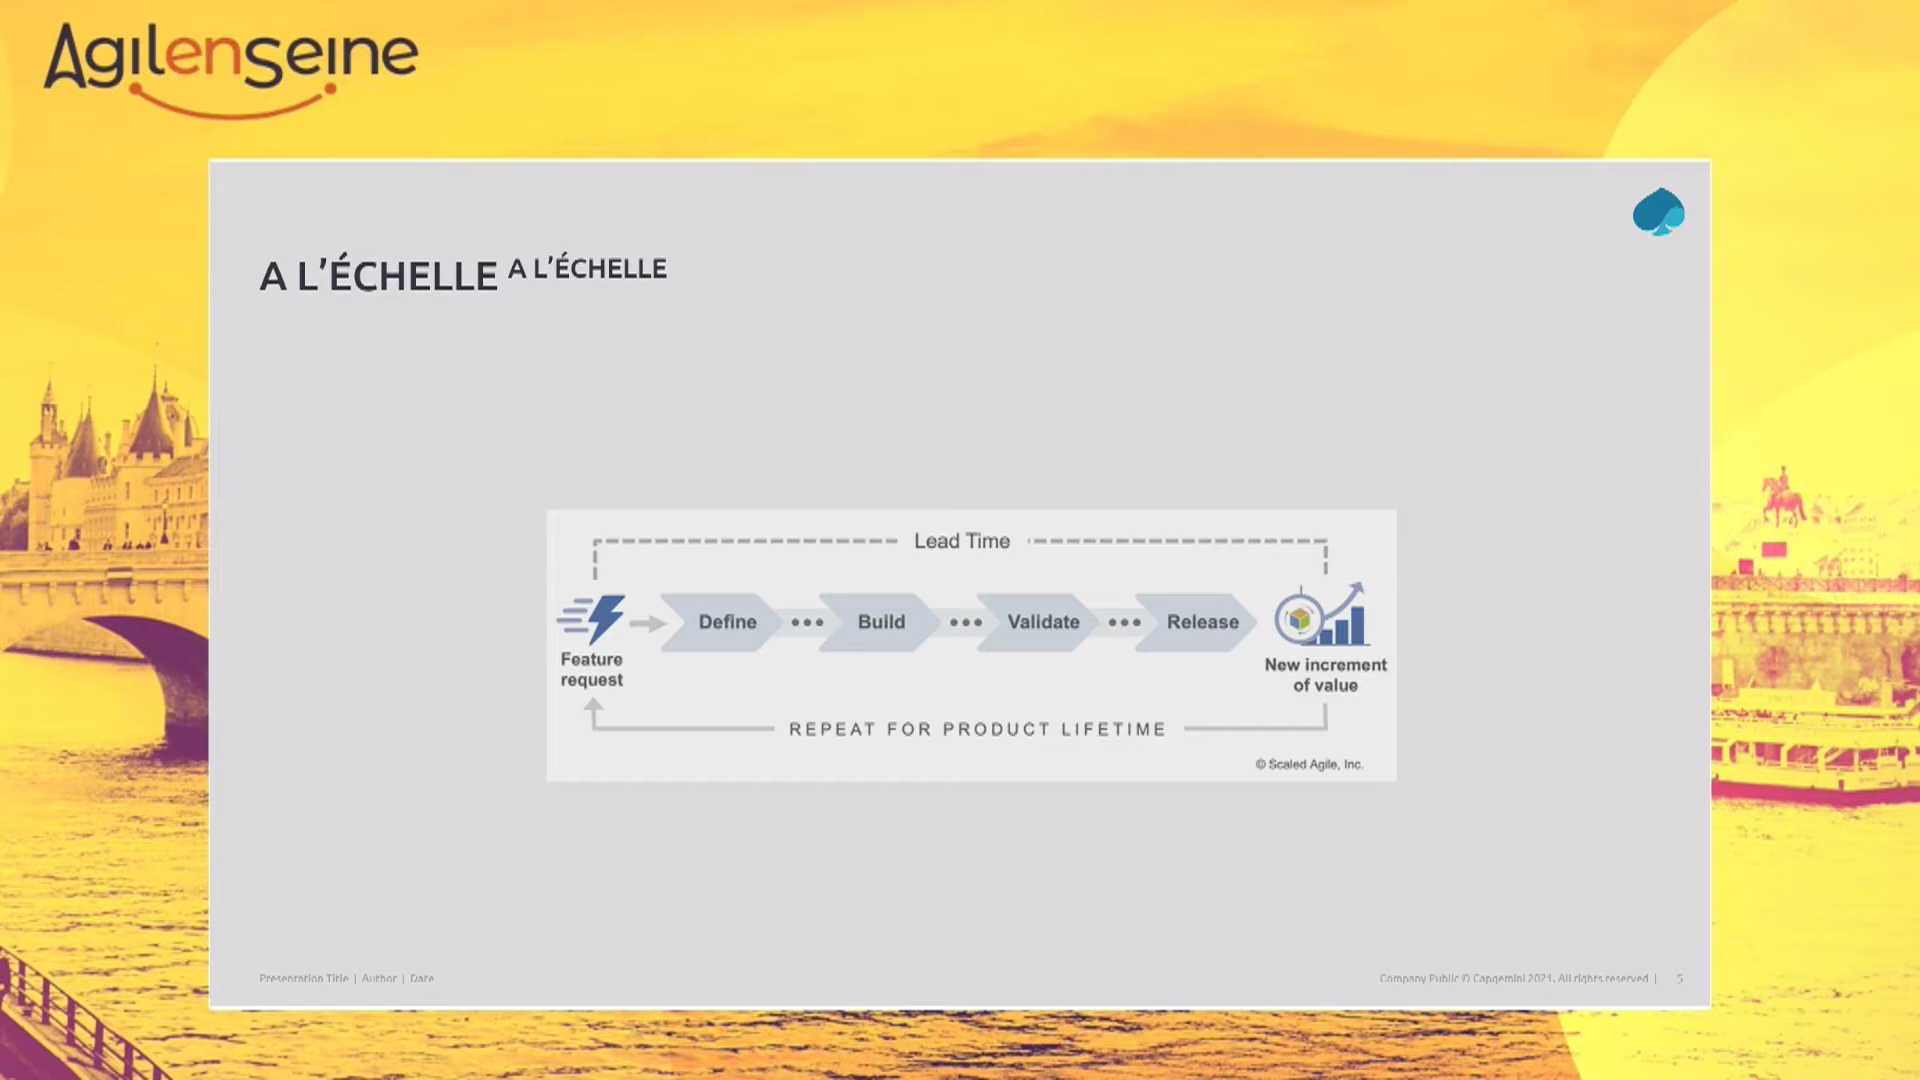 Agilenseine
A L'ÉCHELLE A L'ÉCHELLE
Lead Time
Define ••• Build ••• Validate ••• Release
Feature
request
New increment
of value
REPEAT FOR PRODUCT LIFETIME
© Scaled Agile, Inc.
Presentation Title | Author | Date
Company Public © Capgemini 2021. All rights reserved | 5